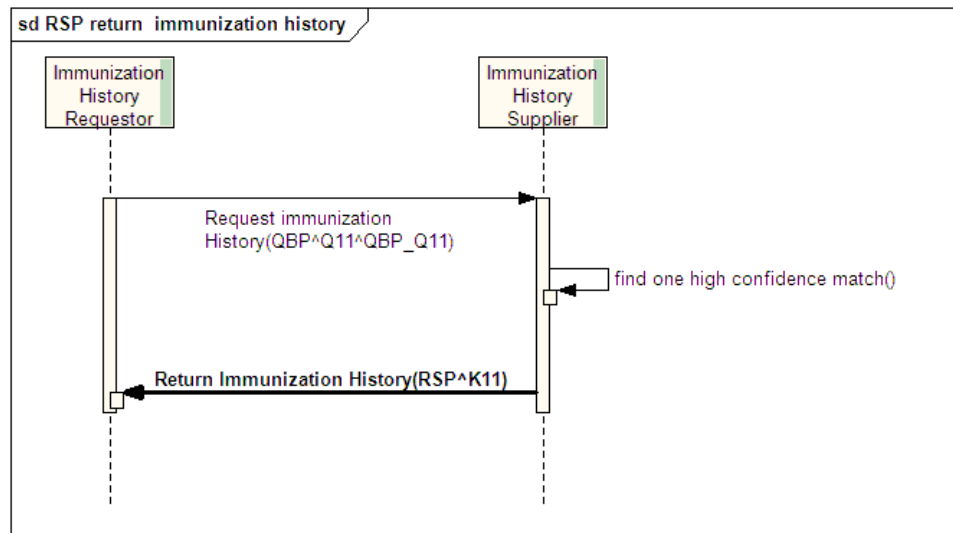 sd RSP return  immunization history
Immunization
History
Requestor
Immunization
History
Supplier
Request immunization
History(QBP^Q11^QBP_Q11)
find one high confidence match()
Return Immunization History(RSP^K11)